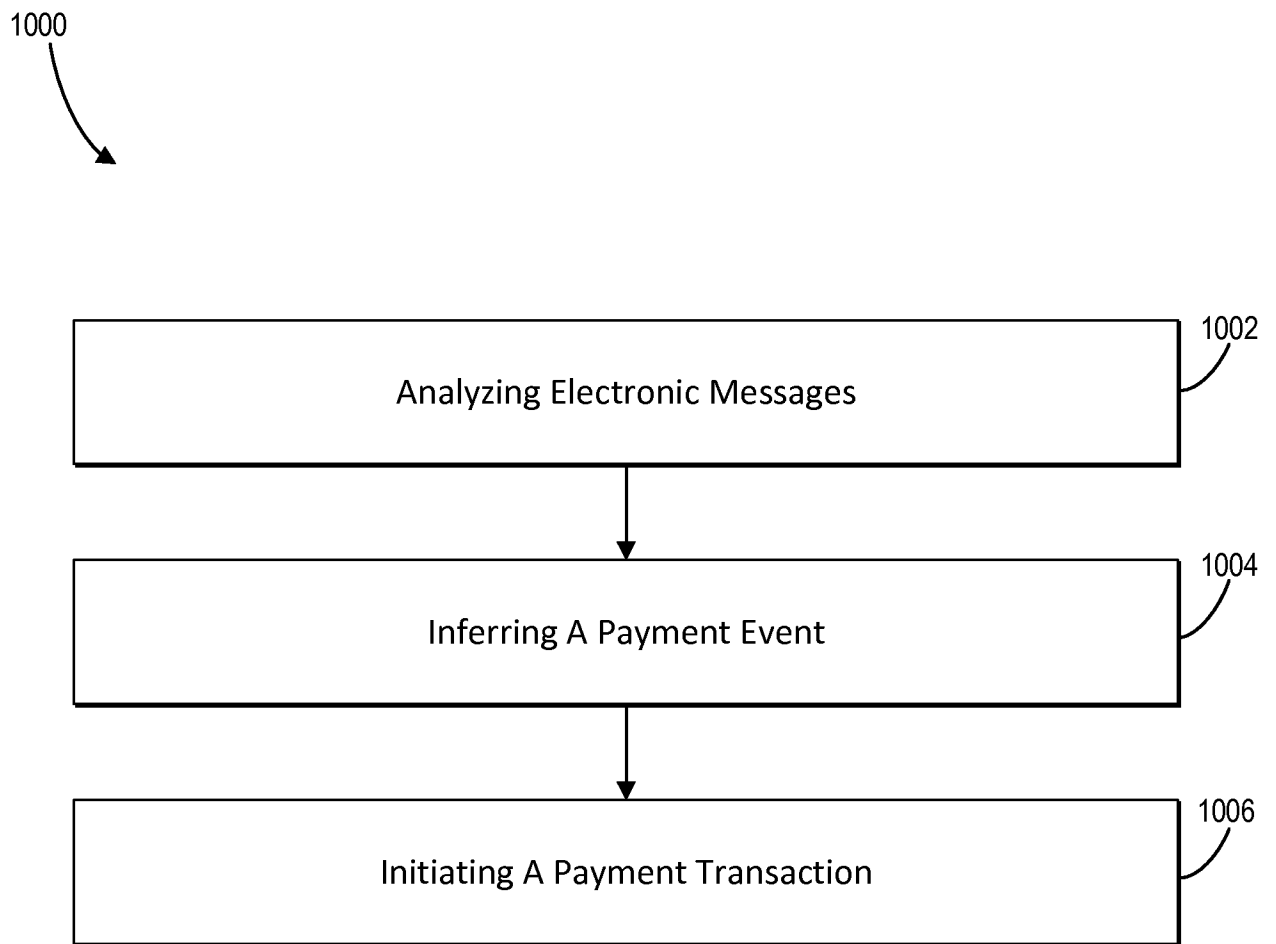 1000
1002
Analyzing Electronic Messages
1004
Inferring A Payment Event
1006
Initiating A Payment Transaction